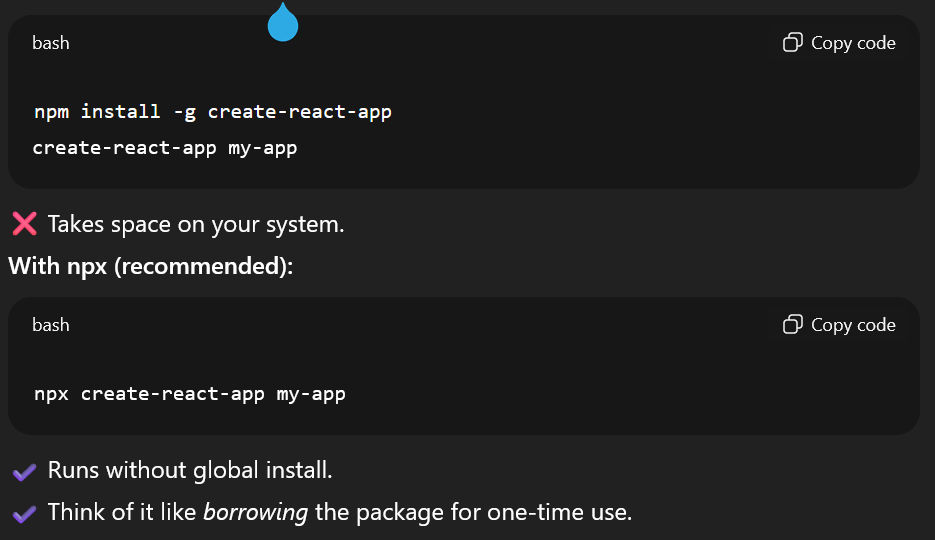 bash
Copy code
npm install -g create-react-app
create-react-app my-app
❌ Takes space on your system.
With npx (recommended):
bash
Copy code
npx create-react-app my-app
✔ Runs without global install.
✔ Think of it like borrowing the package for one-time use.